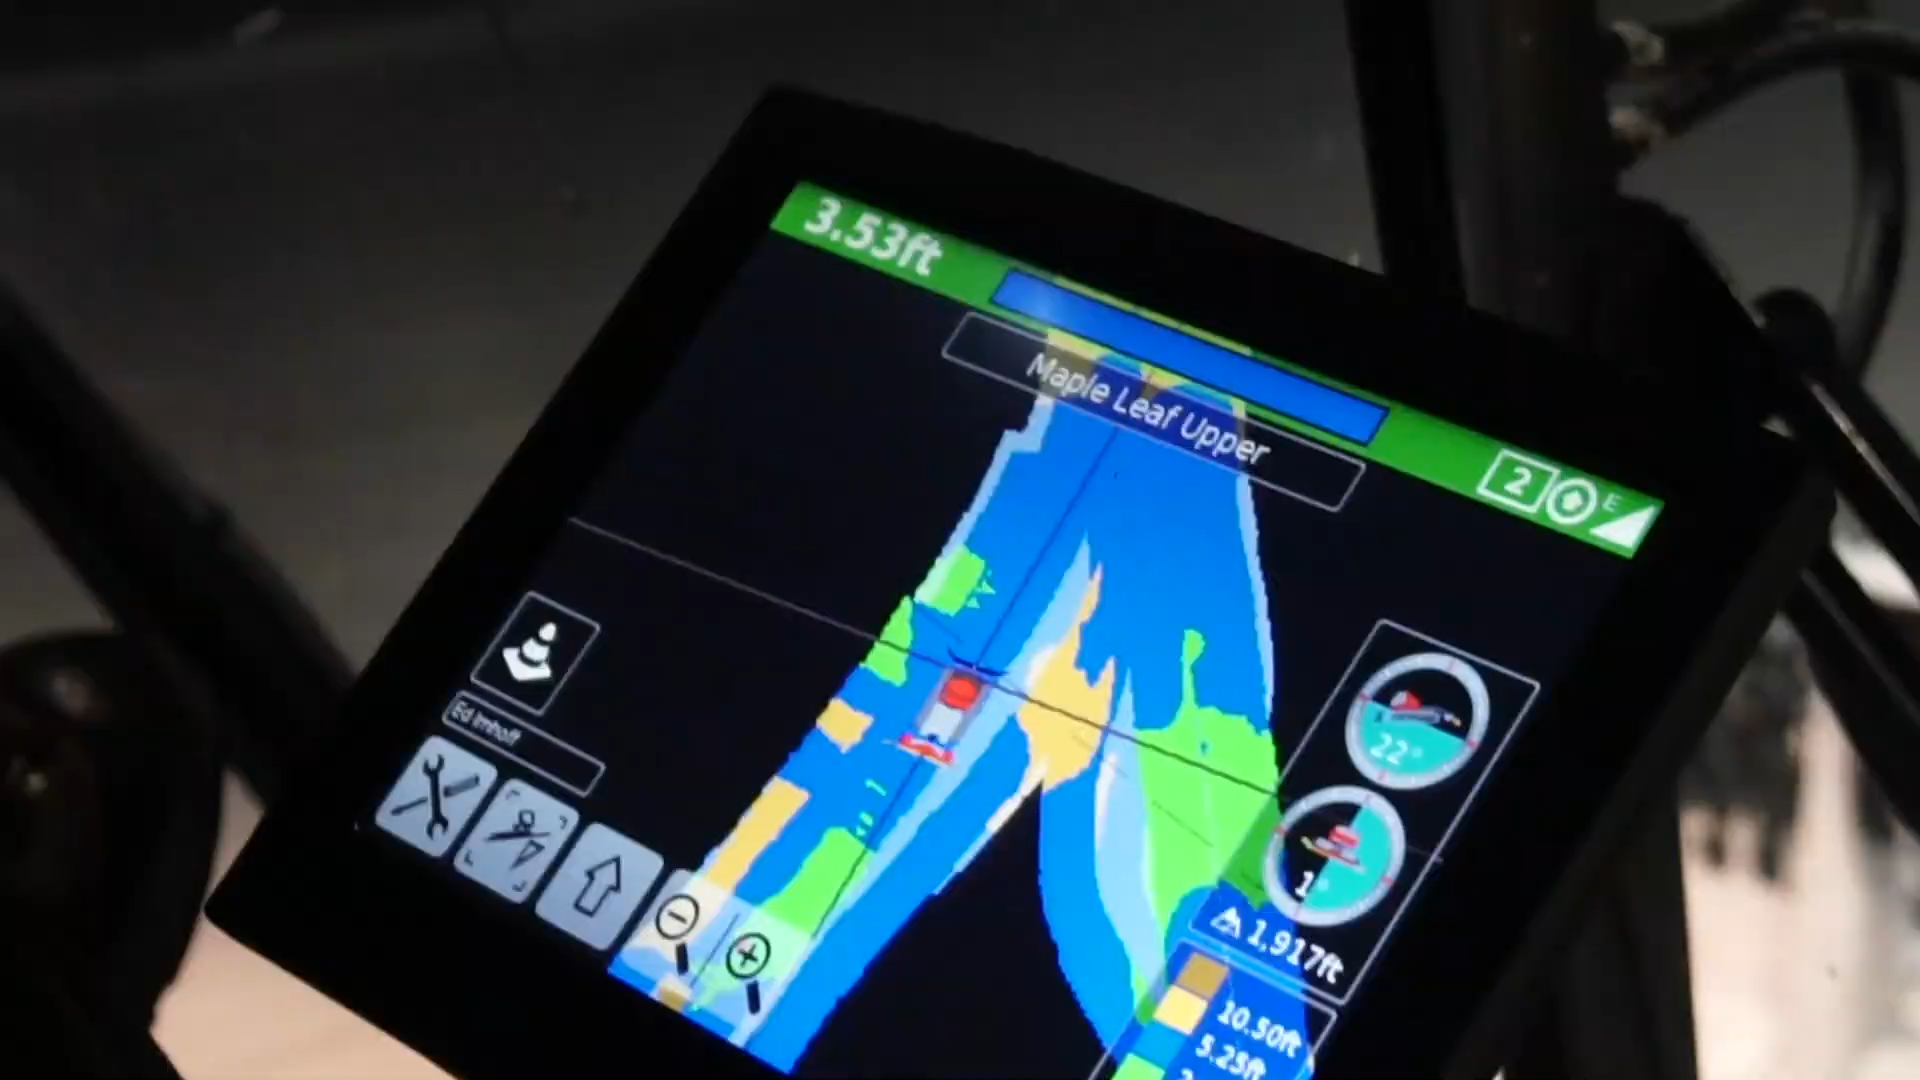 3.53ft
Maple Leaf Upper
2
E
Ed Imhoff
22°
1°
1,917ft
10.50ft
5.25ft